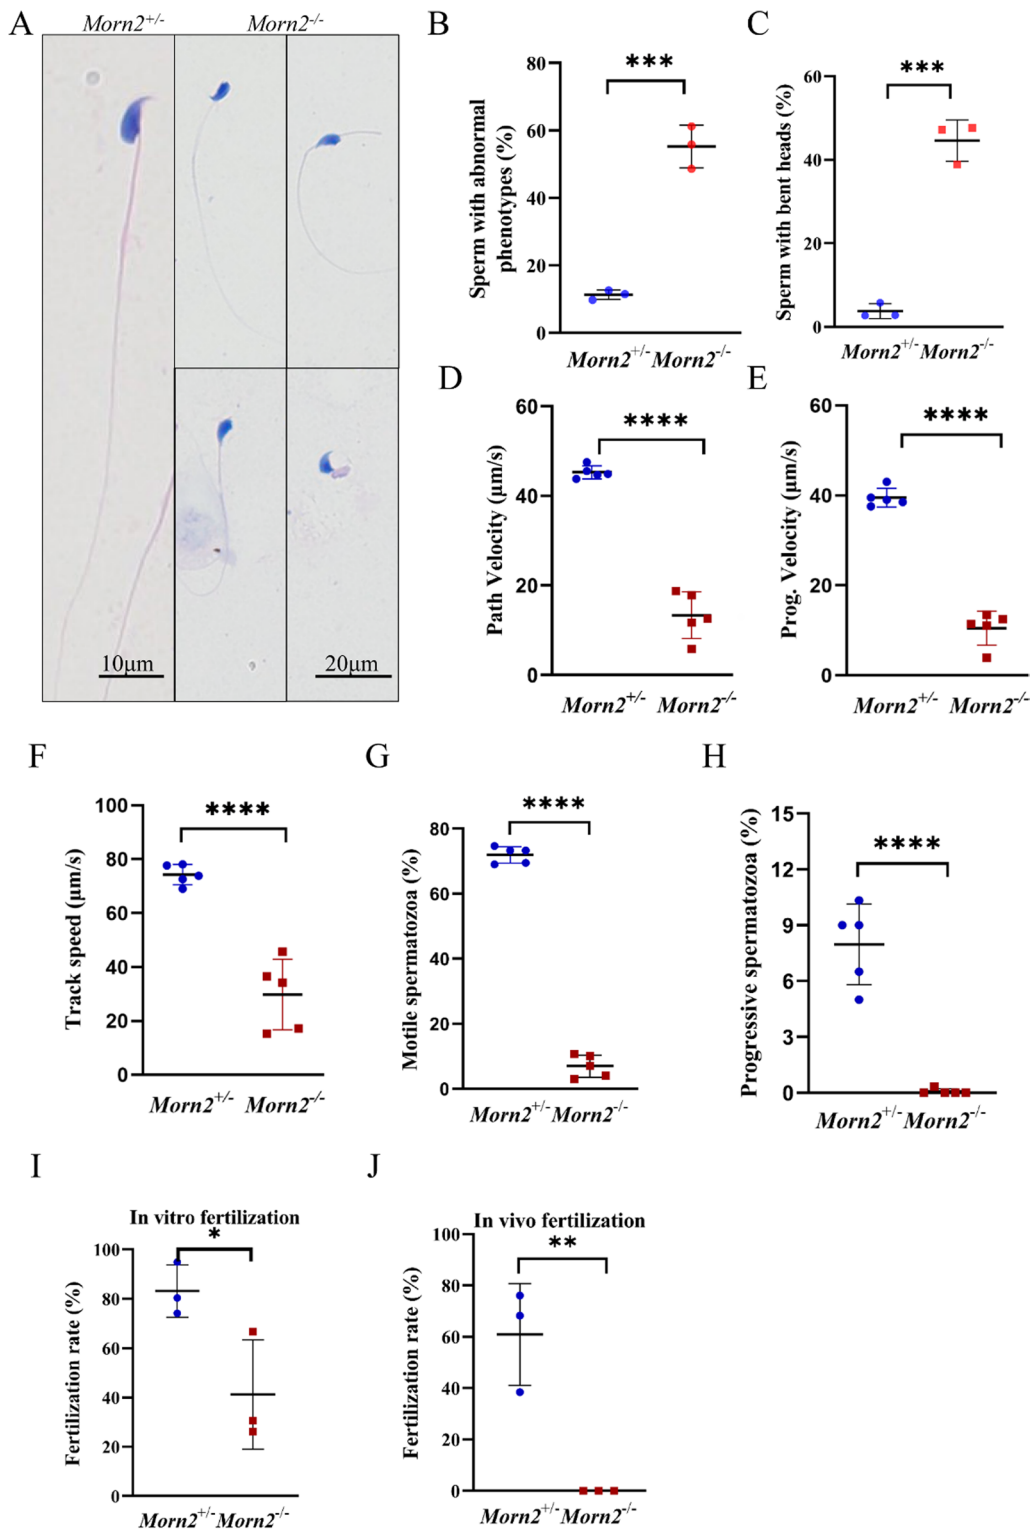 A
Morn2+/-
Morn2-/-
10μm
20μm
B
***
Sperm with abnormal
phenotypes (%)
80
60
40
20
0
Morn2+/- Morn2-/-
C
***
Sperm with bent heads (%)
60
40
20
0
Morn2+/- Morn2-/-
D
****
Path Velocity (μm/s)
60
40
20
0
Morn2+/- Morn2-/-
E
****
Prog. Velocity (μm/s)
60
40
20
0
Morn2+/- Morn2-/-
F
****
Track speed (μm/s)
100
80
60
40
20
0
Morn2+/- Morn2-/-
G
****
Motile spermatozoa (%)
80
60
40
20
0
Morn2+/- Morn2-/-
H
****
Progressive spermatozoa (%)
15
12
9
6
3
0
Morn2+/- Morn2-/-
I
In vitro fertilization
*
Fertilization rate (%)
100
80
60
40
20
0
Morn2+/- Morn2-/-
J
In vivo fertilization
**
Fertilization rate (%)
100
80
60
40
20
0
Morn2+/- Morn2-/-